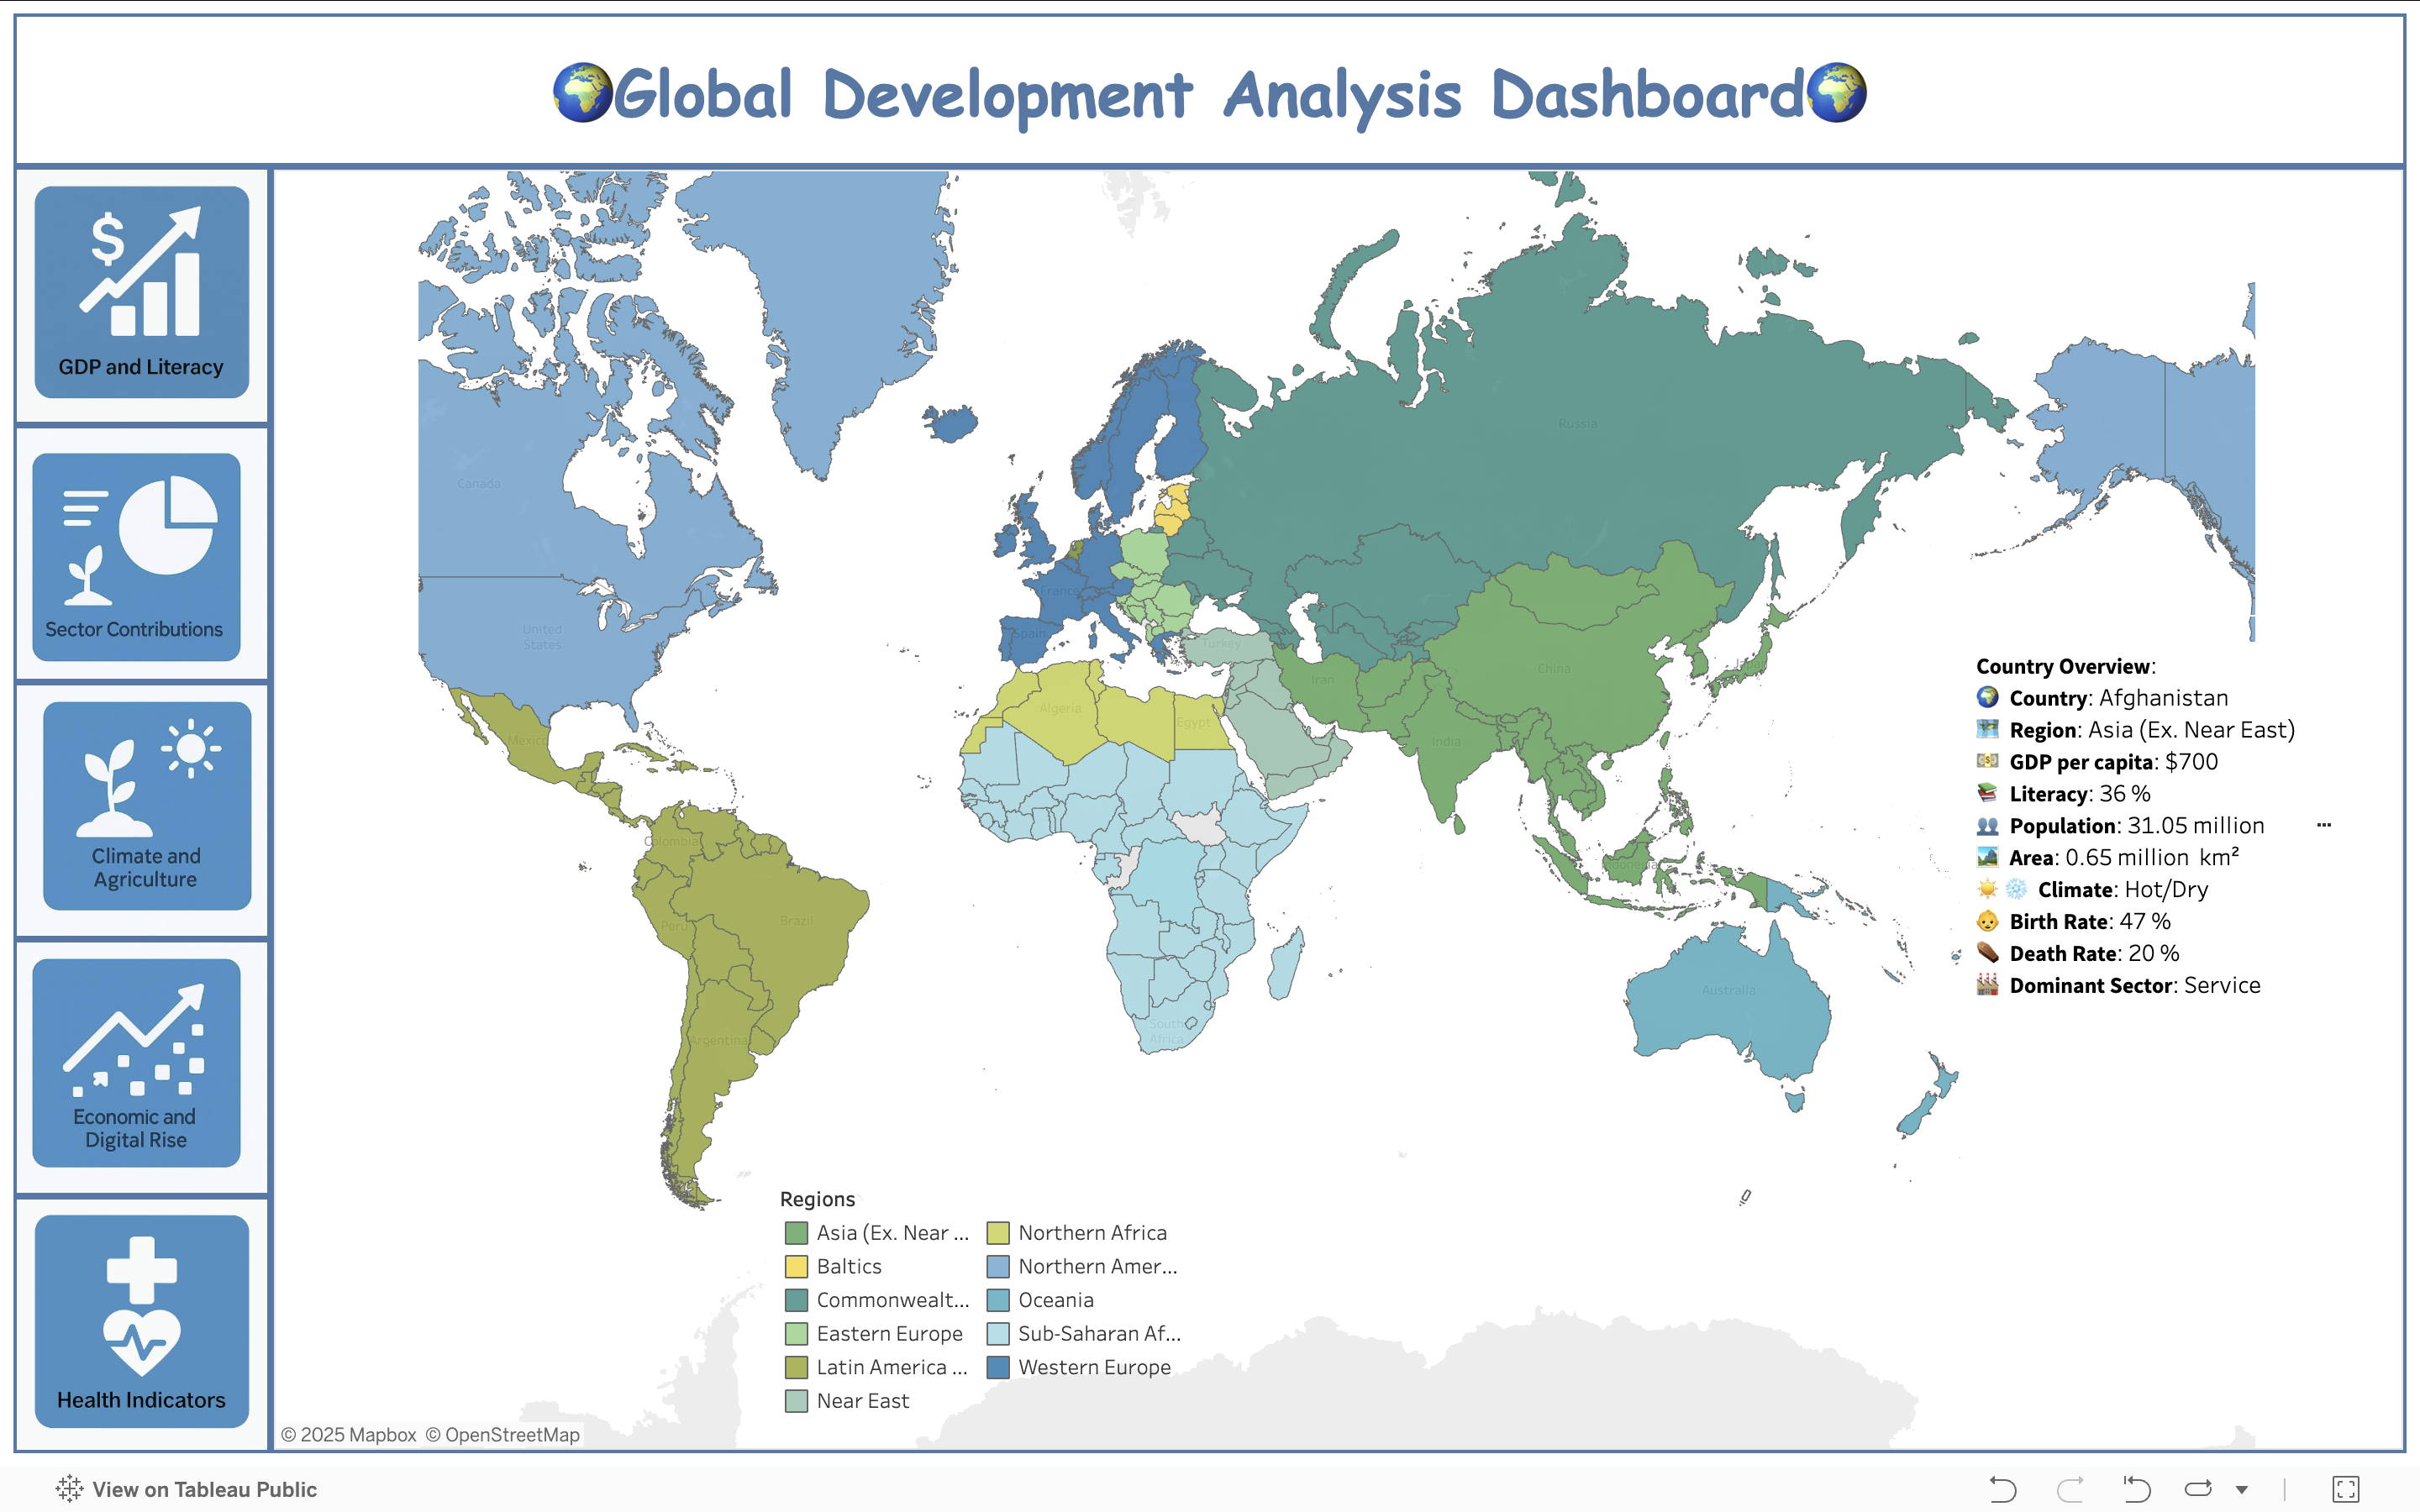 Global Development Analysis Dashboard
GDP and Literacy
Sector Contributions
Climate and
Agriculture
Economic and
Digital Rise
Health Indicators
Russia
Canada
United
States
France
Spain
Turkey
Iran
China
Japan
Algeria
Egypt
India
Mexico
Colombia
Indonesia
Peru
Brazil
Australia
South
Africa
Argentina
Country Overview:
Country: Afghanistan
Region: Asia (Ex. Near East)
GDP per capita: $700
Literacy: 36 %
Population: 31.05 million
Area: 0.65 million km²
Climate: Hot/Dry
Birth Rate: 47 %
Death Rate: 20 %
Dominant Sector: Service
Regions
Asia (Ex. Near ...
Baltics
Commonwealt...
Eastern Europe
Latin America ...
Near East
Northern Africa
Northern Amer...
Oceania
Sub-Saharan Af...
Western Europe
© 2025 Mapbox © OpenStreetMap
View on Tableau Public